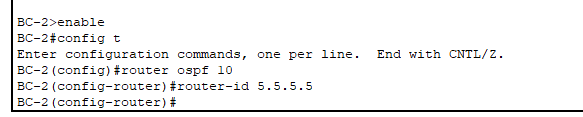 BC-2>enable
BC-2#config t
Enter configuration commands, one per line.  End with CNTL/Z.
BC-2(config)#router ospf 10
BC-2(config-router)#router-id 5.5.5.5
BC-2(config-router)#